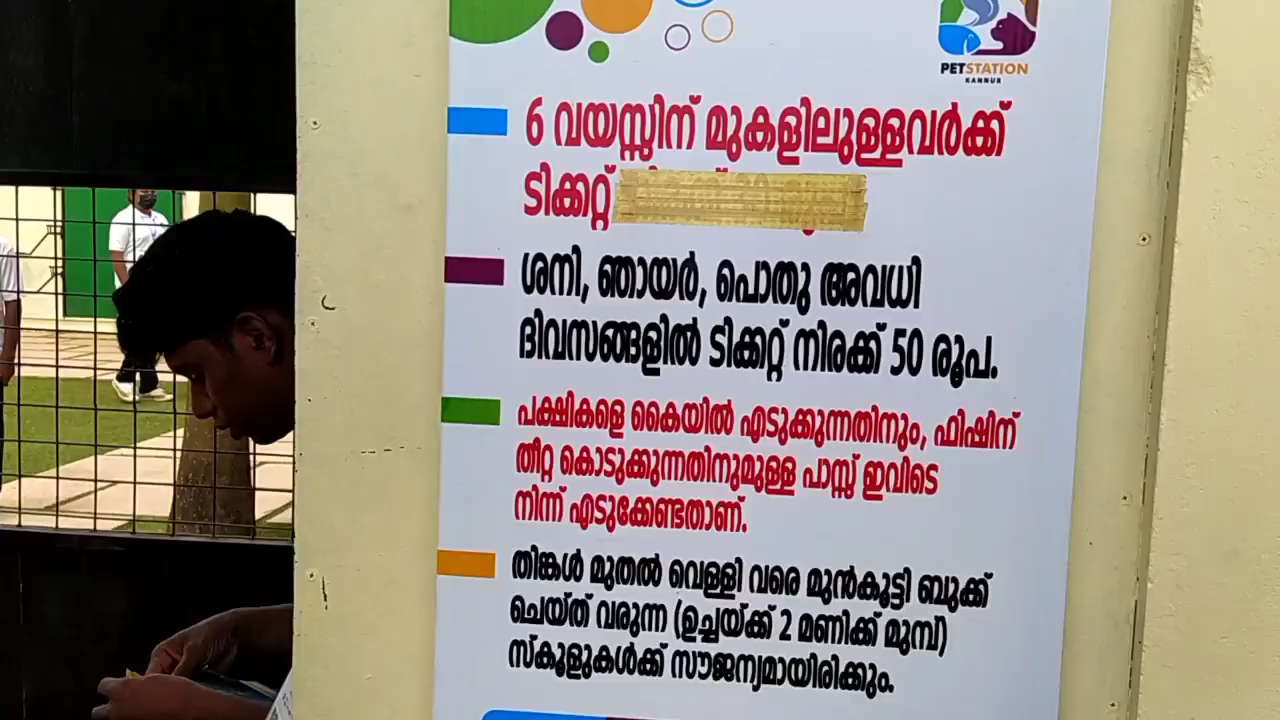 PETSTATION
KANNUR
6 വയസ്സിന് മുകളിലുള്ളവർക്ക്
ടിക്കറ്റ്
ശനി, ഞായർ, പൊതു അവധി
ദിവസങ്ങളിൽ ടിക്കറ്റ് നിരക്ക് 50 രൂപ.
പക്ഷികളെ കൈയിൽ എടുക്കുന്നതിനും, ഫിഷിന്
തീറ്റ കൊടുക്കുന്നതിനുമുള്ള പാസ്സ് ഇവിടെ
നിന്ന് എടുക്കേണ്ടതാണ്.
തിങ്കൾ മുതൽ വെള്ളി വരെ മുൻകൂട്ടി ബുക്ക്
ചെയ്ത് വരുന്ന (ഉച്ചയ്ക്ക് 2 മണിക്ക് മുമ്പ്)
സ്കൂളുകൾക്ക് സൗജന്യമായിരിക്കും.